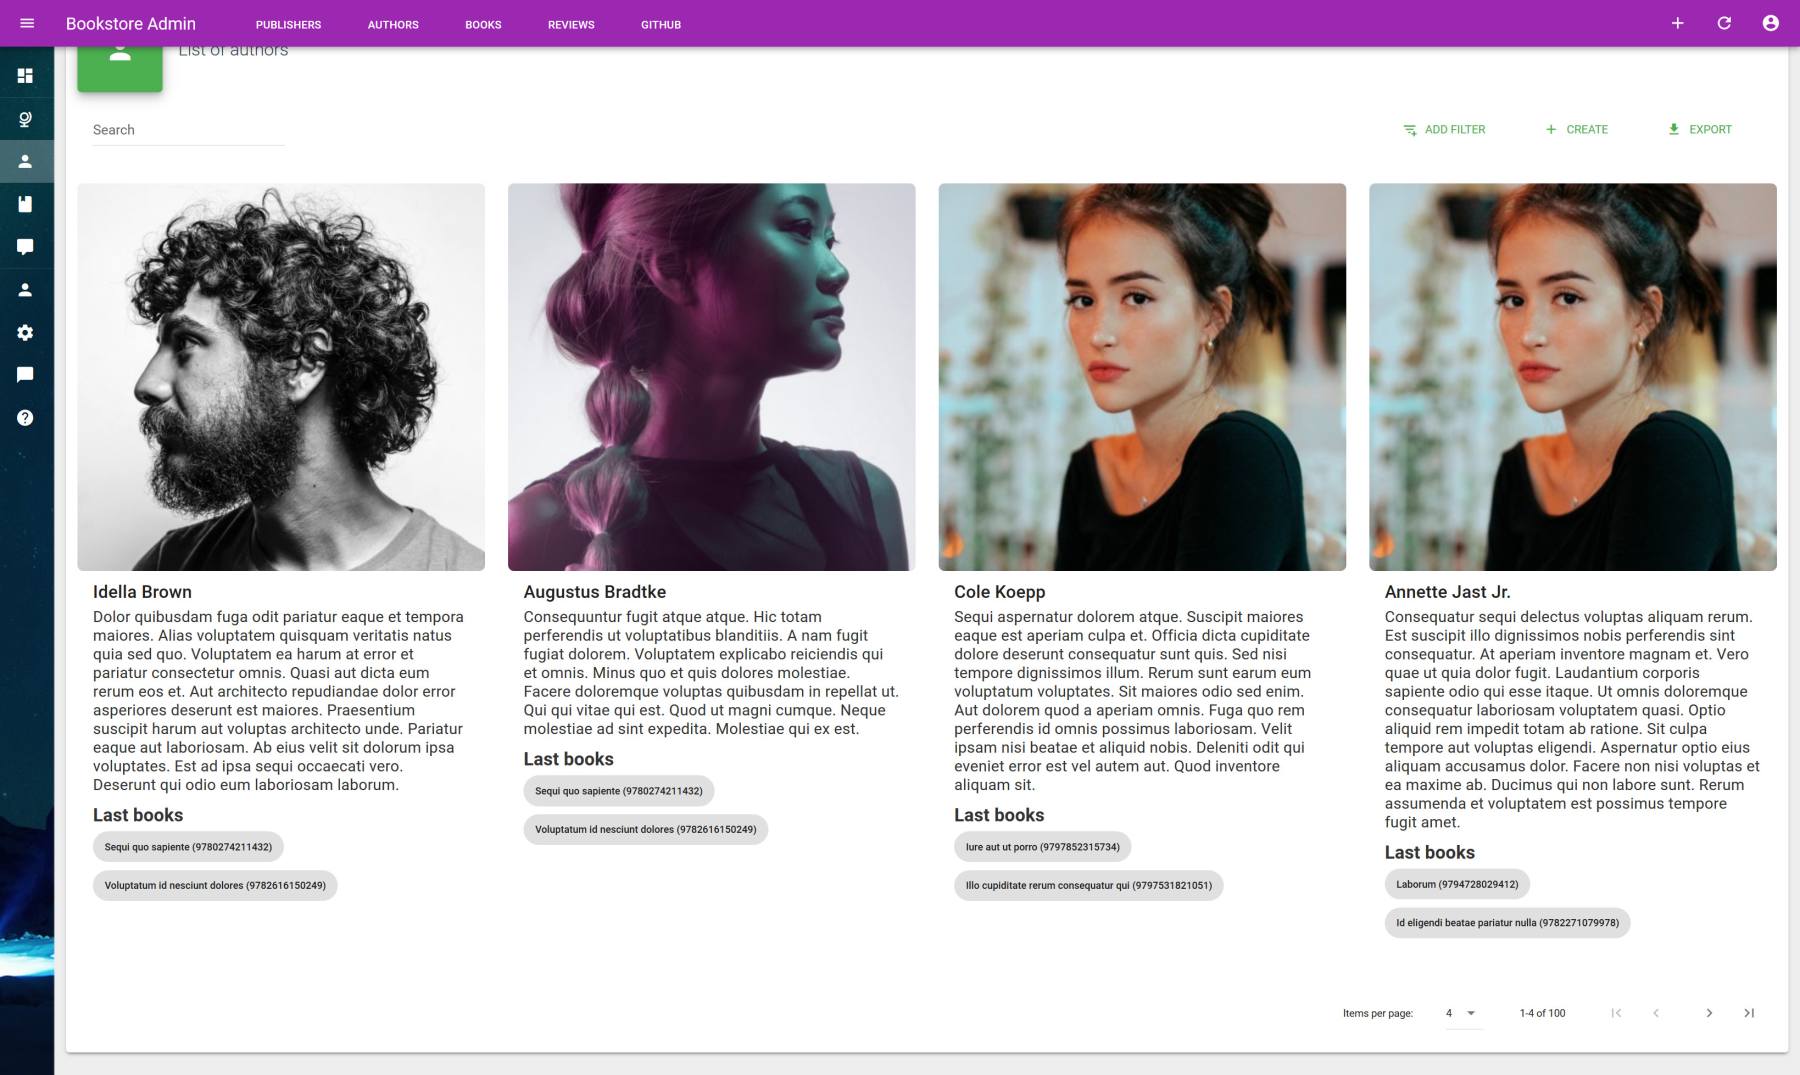 Bookstore Admin
PUBLISHERS
AUTHORS
BOOKS
REVIEWS
GITHUB
List of authors
Search
ADD FILTER
CREATE
EXPORT
Idella Brown
Dolor quibusdam fuga odit pariatur eaque et tempora
maiores. Alias voluptatem quisquam veritatis natus
quia sed quo. Voluptatem ea harum at error et
pariatur consectetur omnis. Quasi aut dicta eum
rerum eos et. Aut architecto repudiandae dolor error
asperiores deserunt est maiores. Praesentium
suscipit harum aut voluptas architecto unde. Pariatur
eaque aut laboriosam. Ab eius velit sit dolorum ipsa
voluptates. Est ad ipsa sequi occaecati vero.
Deserunt qui odio eum laboriosam laborum.
Last books
Sequi quo sapiente (9780274211432)
Voluptatum id nesciunt dolores (9782616150249)
Augustus Bradtke
Consequuntur fugit atque atque. Hic totam
perferendis ut voluptatibus blanditiis. A nam fugit
fugiat dolorem. Voluptatem explicabo reiciendis qui
et omnis. Minus quo et quis dolores molestiae.
Facere doloremque voluptas quibusdam in repellat ut.
Qui qui vitae qui est. Quod ut magni cumque. Neque
molestiae ad sint expedita. Molestiae qui ex est.
Last books
Sequi quo sapiente (9780274211432)
Voluptatum id nesciunt dolores (9782616150249)
Cole Koepp
Sequi aspernatur dolorem atque. Suscipit maiores
eaque est aperiam culpa et. Officia dicta cupiditate
dolore deserunt consequatur sunt quis. Sed nisi
tempore dignissimos illum. Rerum sunt earum eum
voluptatum voluptates. Sit maiores odio sed enim.
Aut dolorem quod a aperiam omnis. Fuga quo rem
perferendis id omnis possimus laboriosam. Velit
ipsam nisi beatae et aliquid nobis. Deleniti odit qui
eveniet error est vel autem aut. Quod inventore
aliquam sit.
Last books
Iure aut ut porro (9797852315734)
Illo cupiditate rerum consequatur qui (9797531821051)
Annette Jast Jr.
Consequatur sequi delectus voluptas aliquam rerum.
Est suscipit illo dignissimos nobis perferendis sint
consequatur. At aperiam inventore magnam et. Vero
quae ut quia dolor fugit. Laudantium corporis
sapiente odio qui esse itaque. Ut omnis doloremque
consequatur laboriosam voluptatem quasi. Optio
aliquid rem impedit totam ab ratione. Sit culpa
tempore aut voluptas eligendi. Aspernatur optio eius
aliquam accusamus dolor. Facere non nisi voluptas et
ea maxime ab. Ducimus qui non labore sunt. Rerum
assumenda et voluptatem est possimus tempore
fugit amet.
Last books
Laborum (9794728029412)
Id eligendi beatae pariatur nulla (9782271079978)
Items per page:
4
1-4 of 100